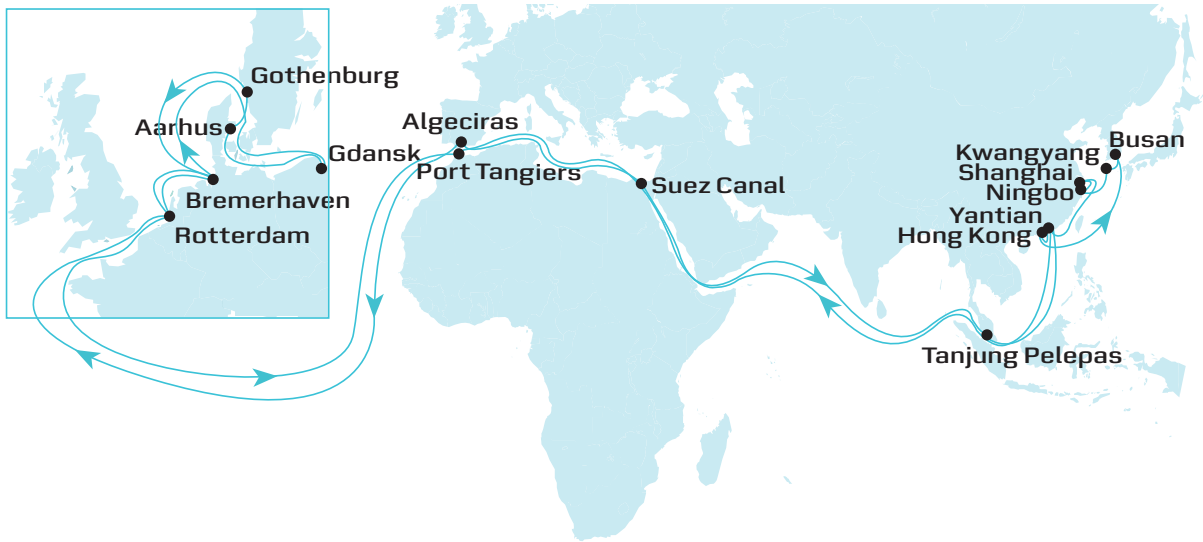 Gothenburg
Aarhus
Gdansk
Bremerhaven
Rotterdam
Algeciras
Port Tangiers
Suez Canal
Busan
Kwangyang
Shanghai
Ningbo
Yantian
Hong Kong
Tanjung Pelepas